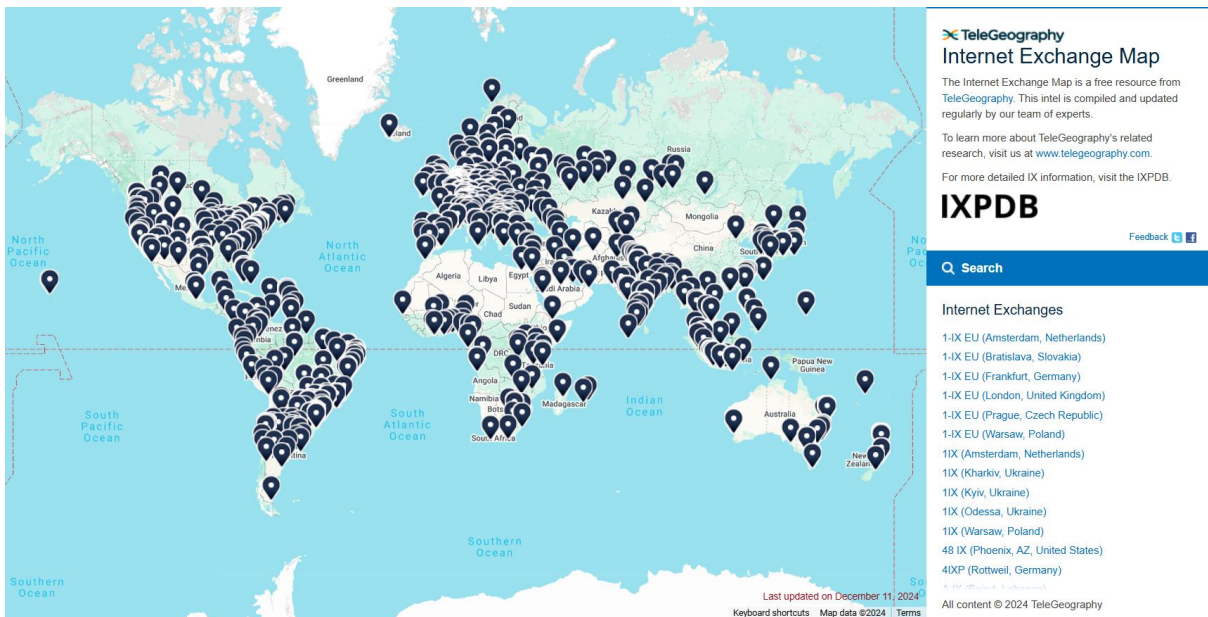 Greenland
Russia
Mongolia
China
North
Pacific
Ocean
North
Atlantic
Ocean
Algeria
Libya
Egypt
Chad
Sudan
DRC
Angola
Namibia
Madagascar
Papua New
Guinea
Indian
Ocean
Australia
South
Pacific
Ocean
South
Atlantic
Ocean
South Africa
New
Zealand
Southern
Ocean
Southern
Ocean
Last updated on December 11, 2024
Keyboard shortcuts Map data ©2024 Terms
TeleGeography
Internet Exchange Map
The Internet Exchange Map is a free resource from
TeleGeography. This intel is compiled and updated
regularly by our team of experts.
To learn more about TeleGeography's related
research, visit us at www.telegeography.com.
For more detailed IX information, visit the IXPDB.
IXPDB
Feedback
Search
Internet Exchanges
1-IX EU (Amsterdam, Netherlands)
1-IX EU (Bratislava, Slovakia)
1-IX EU (Frankfurt, Germany)
1-IX EU (London, United Kingdom)
1-IX EU (Prague, Czech Republic)
1-IX EU (Warsaw, Poland)
1IX (Amsterdam, Netherlands)
1IX (Kharkiv, Ukraine)
1IX (Kyiv, Ukraine)
1IX (Odessa, Ukraine)
1IX (Warsaw, Poland)
48 IX (Phoenix, AZ, United States)
4IXP (Rottweil, Germany)
All content © 2024 TeleGeography